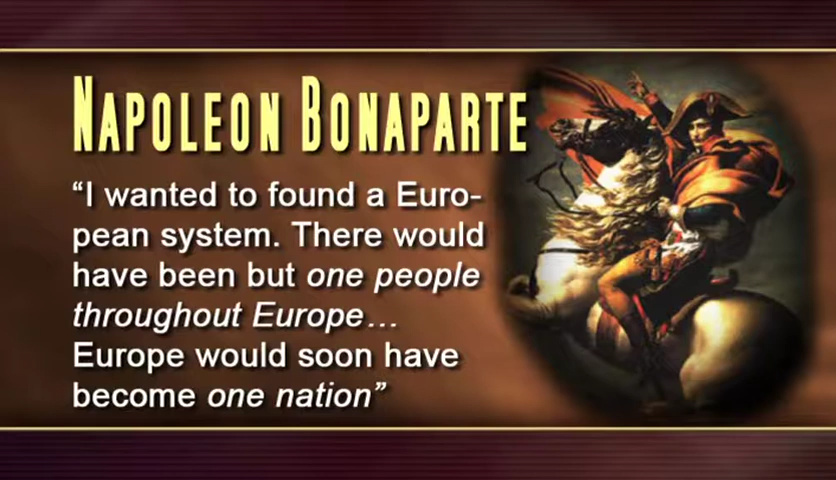 NAPOLEON BONAPARTE
“I wanted to found a Euro-
pean system. There would
have been but one people
throughout Europe…
Europe would soon have
become one nation”